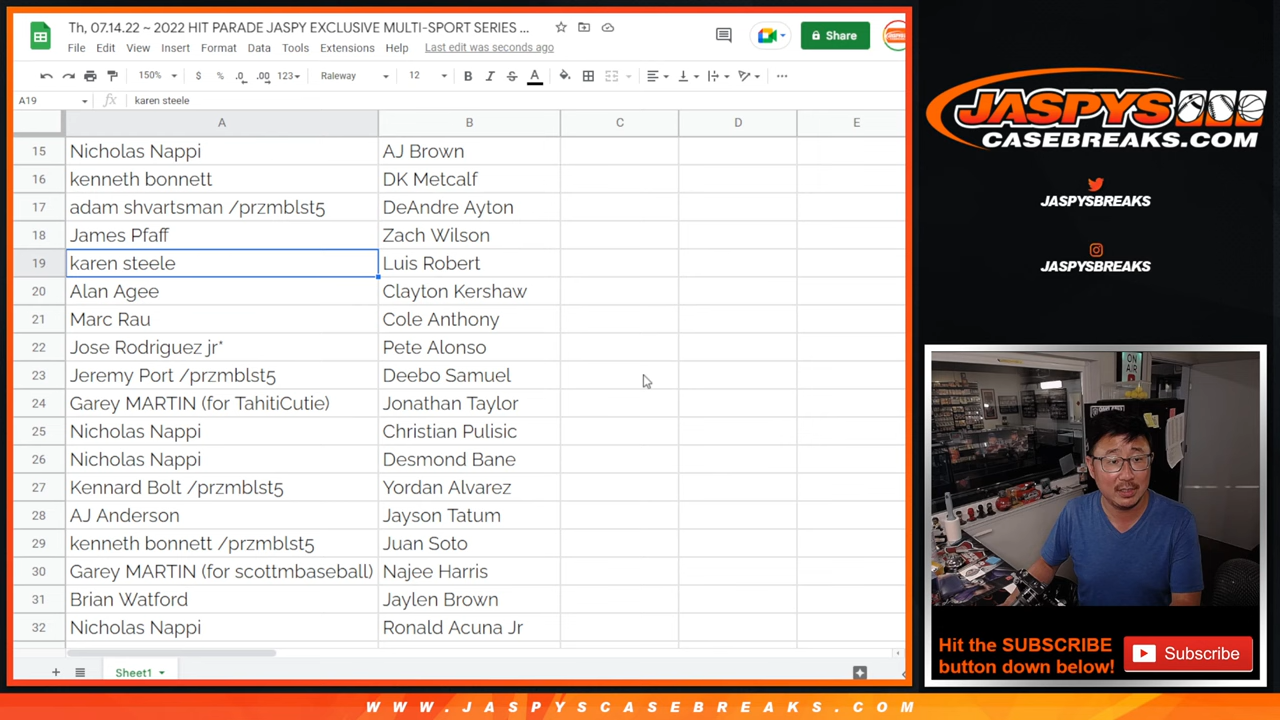 Th, 07.14.22 ~ 2022 HIT PARADE JASPY EXCLUSIVE MULTI-SPORT SERIES ...
File Edit View Insert Format Data Tools Extensions Help Last edit was seconds ago
Share
150% $ % .0 .00 123 Raleway 12 B I S A
A19 fx karen steele
A B C D E
15 Nicholas Nappi AJ Brown
16 kenneth bonnett DK Metcalf
17 adam shvartsman /przmblst5 DeAndre Ayton
18 James Pfaff Zach Wilson
19 karen steele Luis Robert
20 Alan Agee Clayton Kershaw
21 Marc Rau Cole Anthony
22 Jose Rodriguez jr* Pete Alonso
23 Jeremy Port /przmblst5 Deebo Samuel
24 Garey MARTIN (for TahitiCutie) Jonathan Taylor
25 Nicholas Nappi Christian Pulisic
26 Nicholas Nappi Desmond Bane
27 Kennard Bolt /przmblst5 Yordan Alvarez
28 AJ Anderson Jayson Tatum
29 kenneth bonnett /przmblst5 Juan Soto
30 Garey MARTIN (for scottmbaseball) Najee Harris
31 Brian Watford Jaylen Brown
32 Nicholas Nappi Ronald Acuna Jr
Sheet1
JASPYS
CASEBREAKS.COM
JASPYSBREAKS
JASPYSBREAKS
ON
AIR
Hit the SUBSCRIBE
button down below!
Subscribe
WWW.JASPYSCASEBREAKS.COM